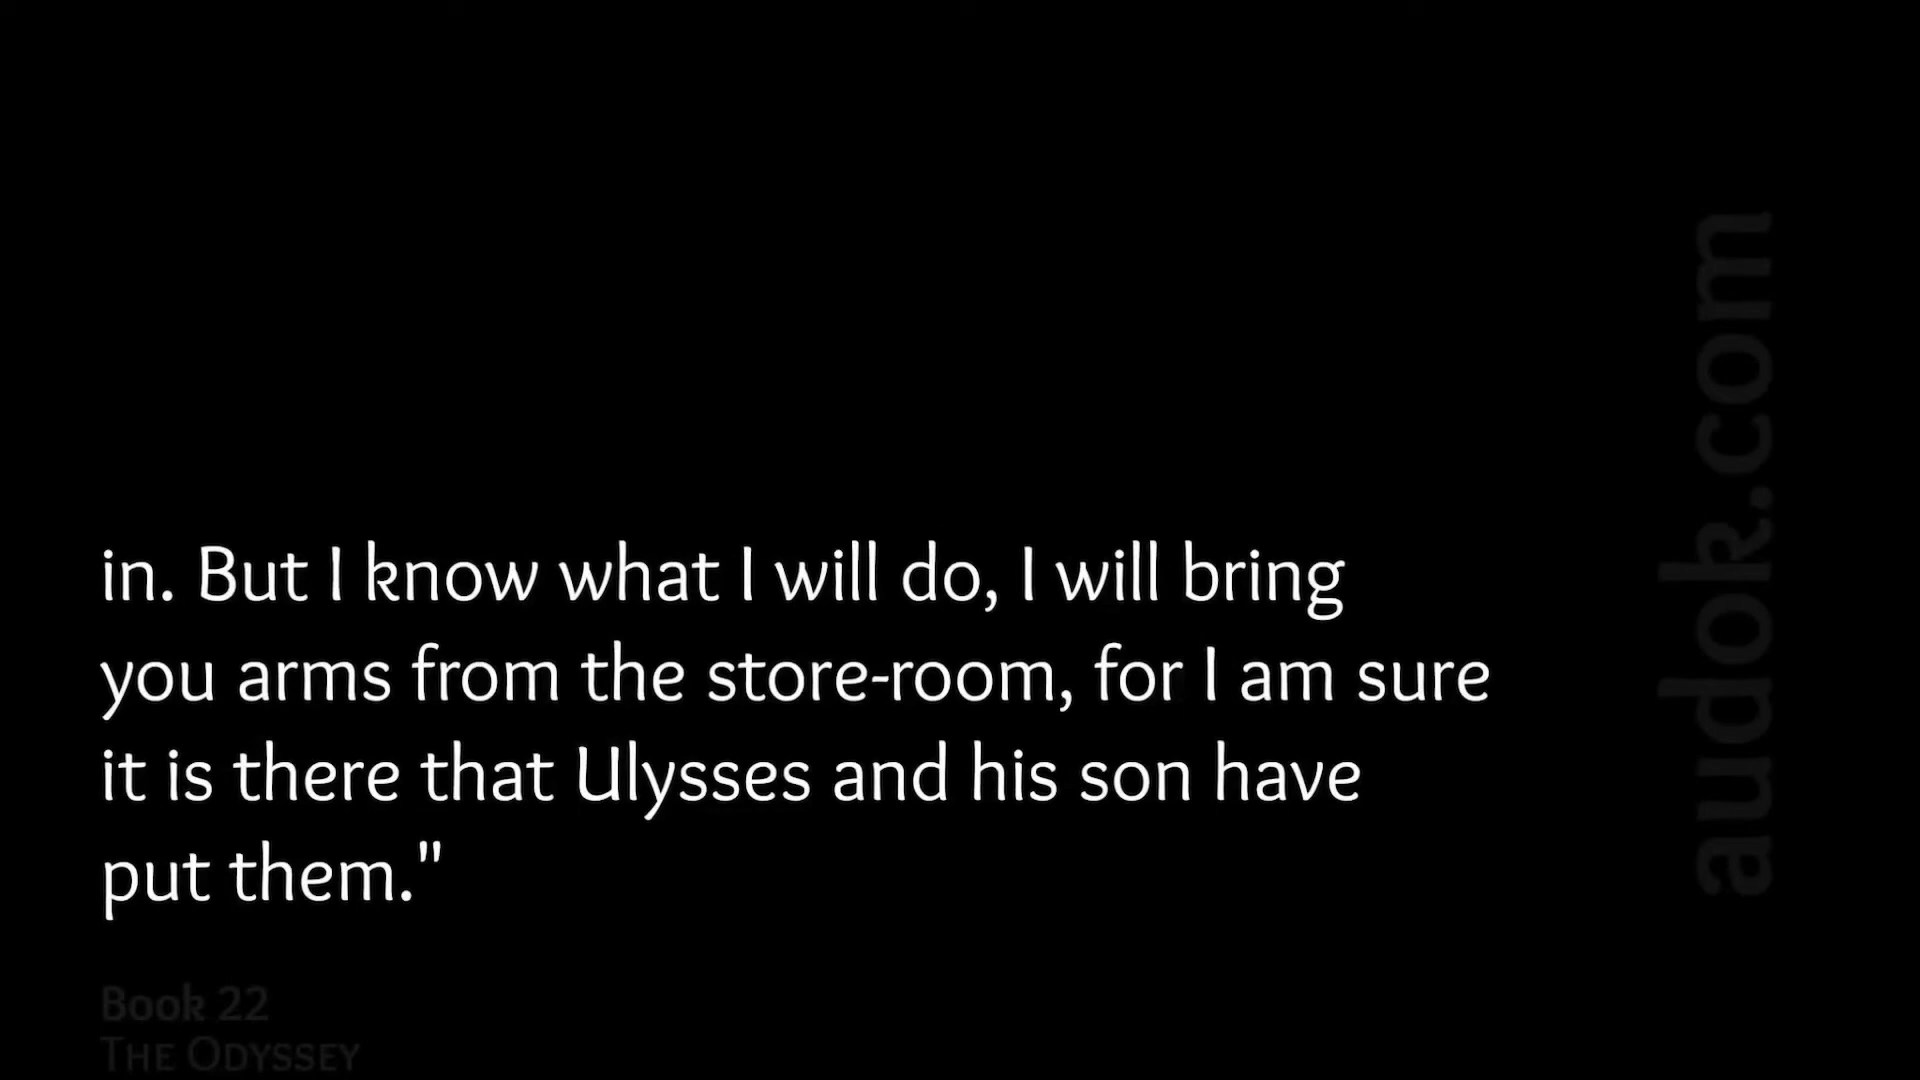 in. But I know what I will do, I will bring
you arms from the store-room, for I am sure
it is there that Ulysses and his son have
put them."
Book 22
THE ODYSSEY
audok.com